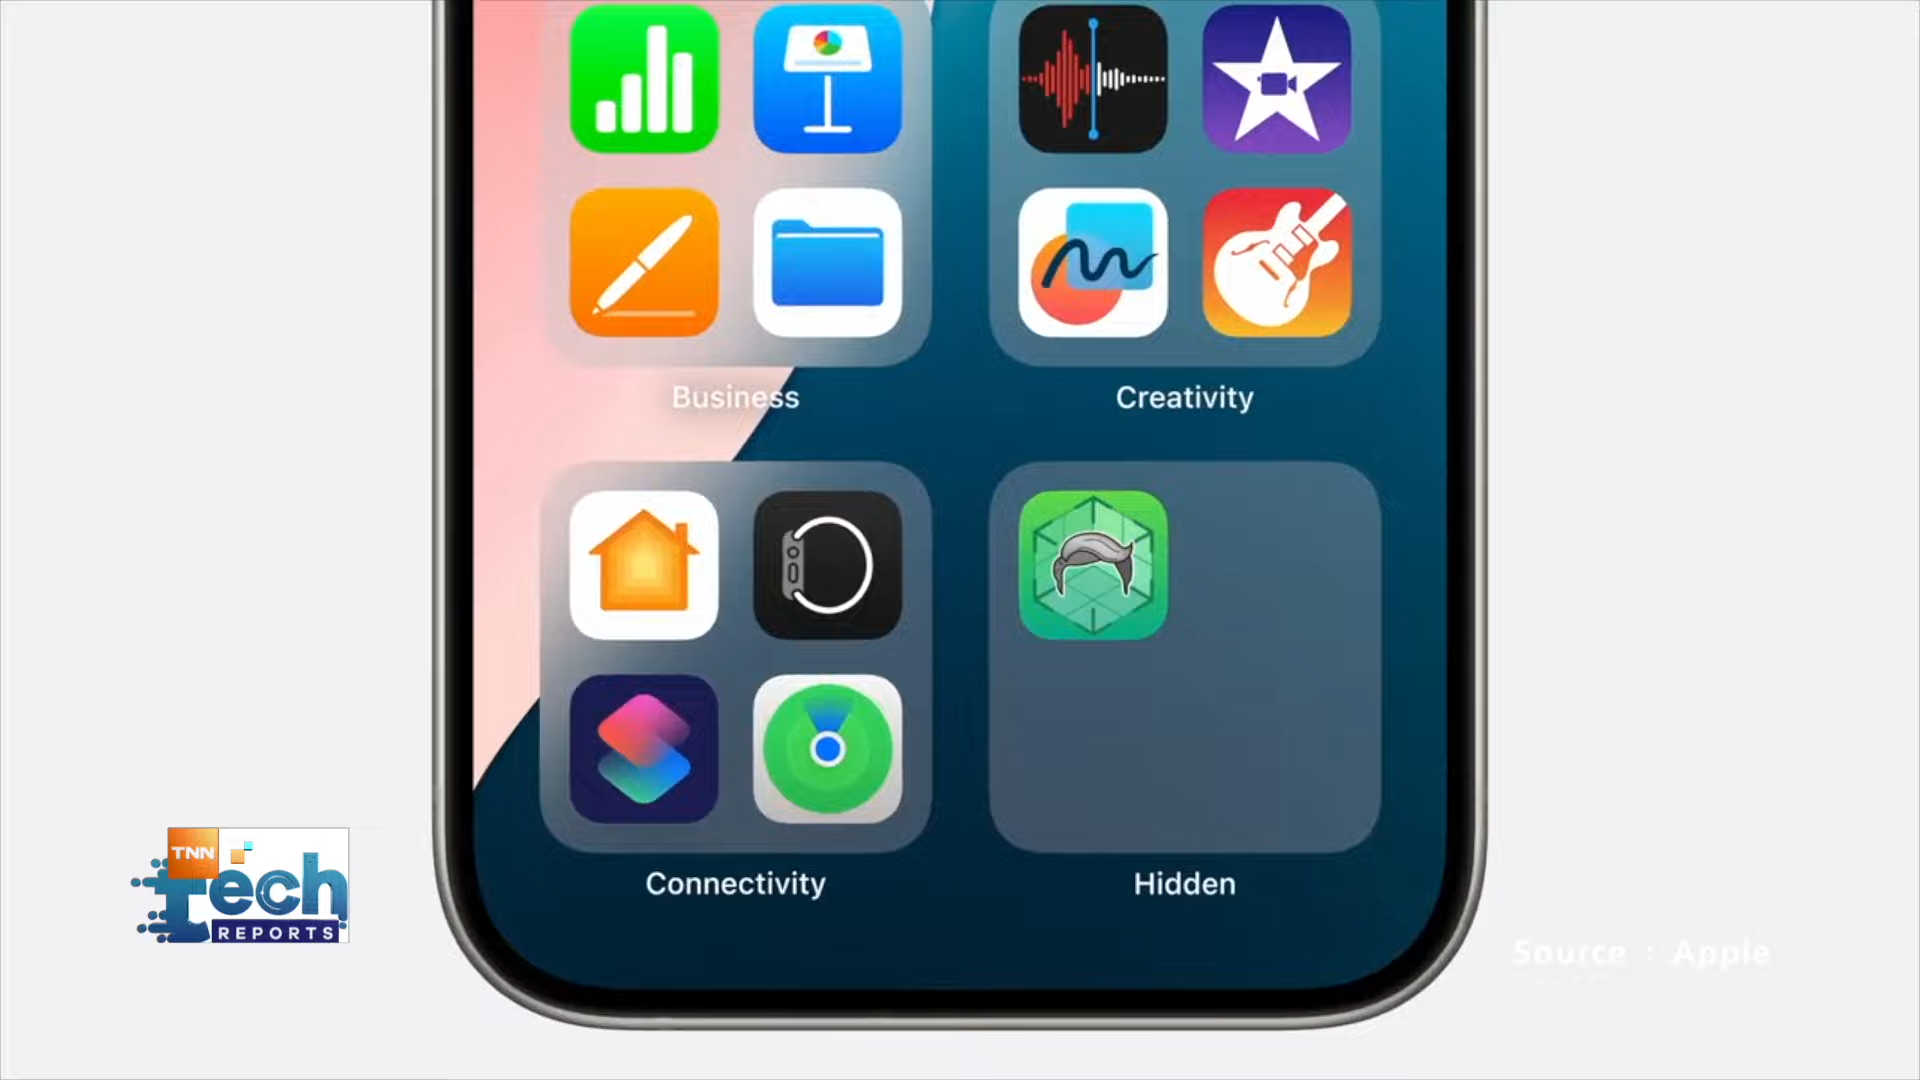 Business
Creativity
Connectivity
Hidden
TNN
Tech
REPORTS
Source : Apple